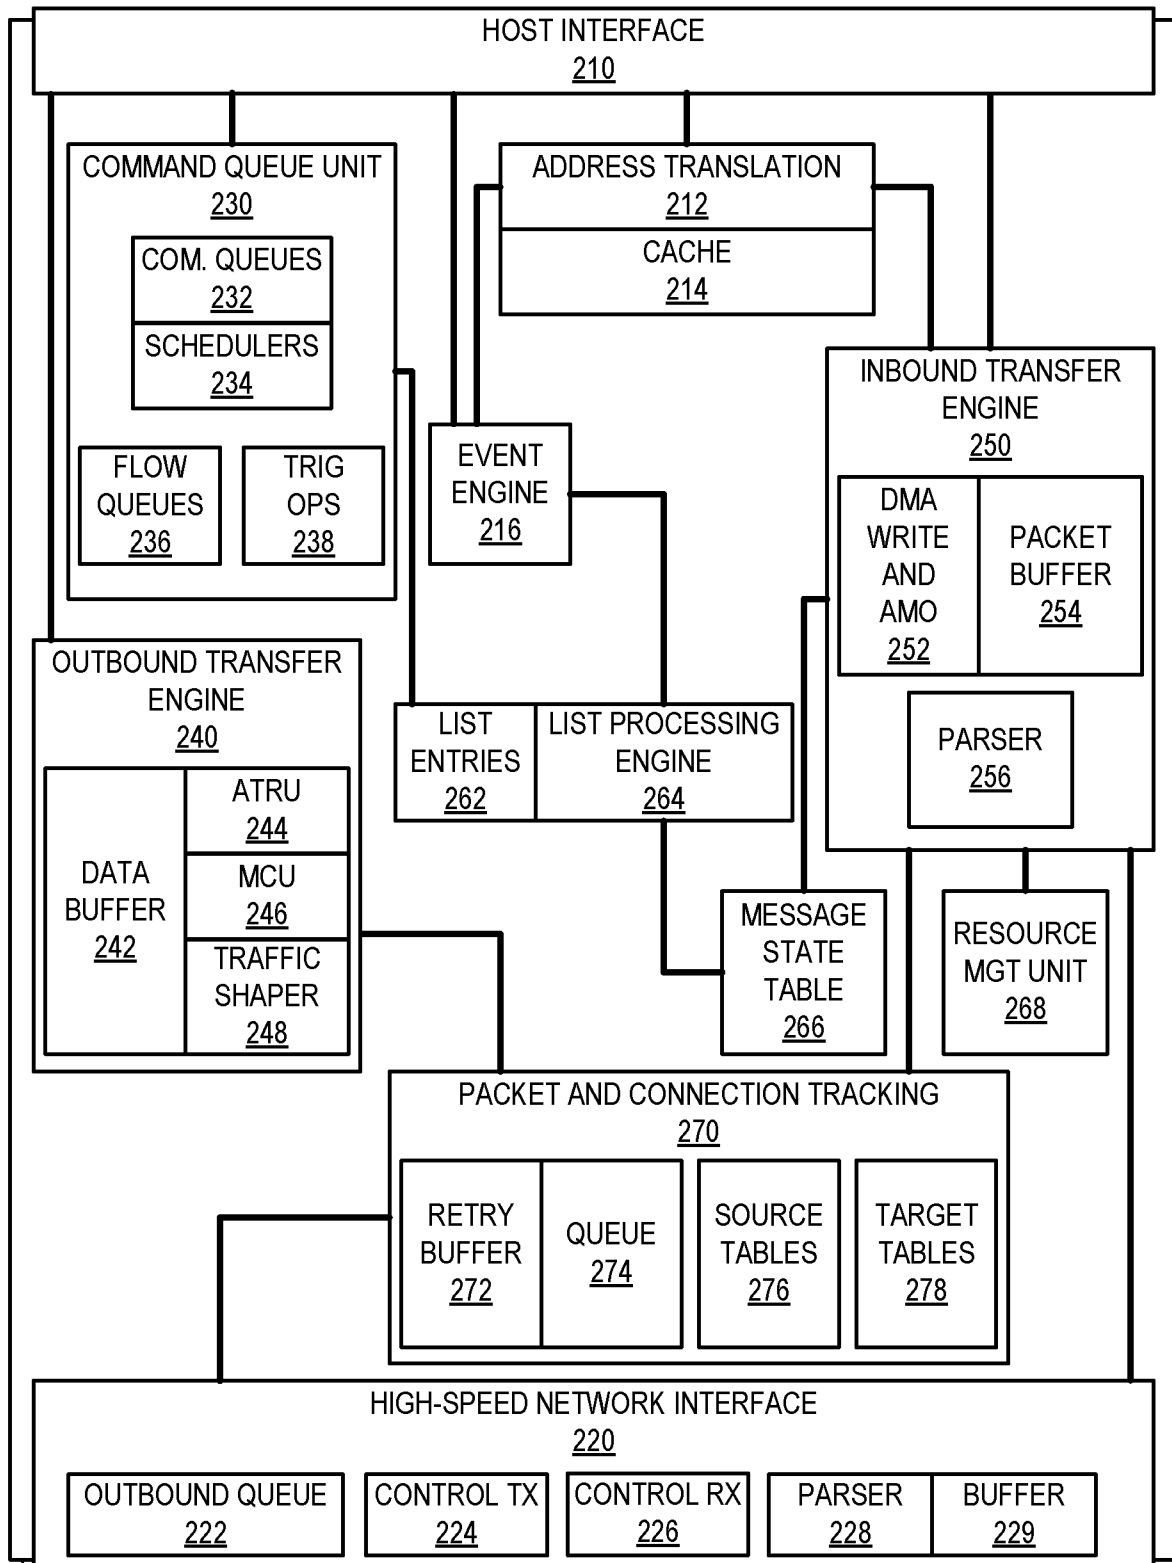 HOST INTERFACE
210
COMMAND QUEUE UNIT
230
COM. QUEUES
232
SCHEDULERS
234
FLOW
QUEUES
236
TRIG
OPS
238
ADDRESS TRANSLATION
212
CACHE
214
EVENT
ENGINE
216
INBOUND TRANSFER
ENGINE
250
DMA
WRITE
AND
AMO
252
PACKET
BUFFER
254
PARSER
256
OUTBOUND TRANSFER
ENGINE
240
DATA
BUFFER
242
ATRU
244
MCU
246
TRAFFIC
SHAPER
248
LIST
ENTRIES
262
LIST PROCESSING
ENGINE
264
MESSAGE
STATE
TABLE
266
RESOURCE
MGT UNIT
268
PACKET AND CONNECTION TRACKING
270
RETRY
BUFFER
272
QUEUE
274
SOURCE
TABLES
276
TARGET
TABLES
278
HIGH-SPEED NETWORK INTERFACE
220
OUTBOUND QUEUE
222
CONTROL TX
224
CONTROL RX
226
PARSER
228
BUFFER
229